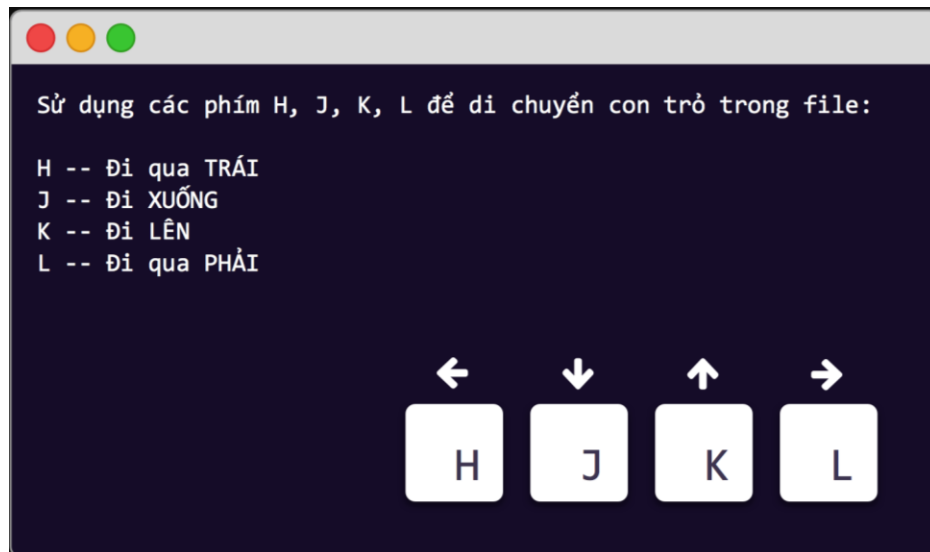 Sử dụng các phím H, J, K, L để di chuyển con trỏ trong file:
H -- Đi qua TRÁI
J -- Đi XUỐNG
K -- Đi LÊN
L -- Đi qua PHẢI
H J K L